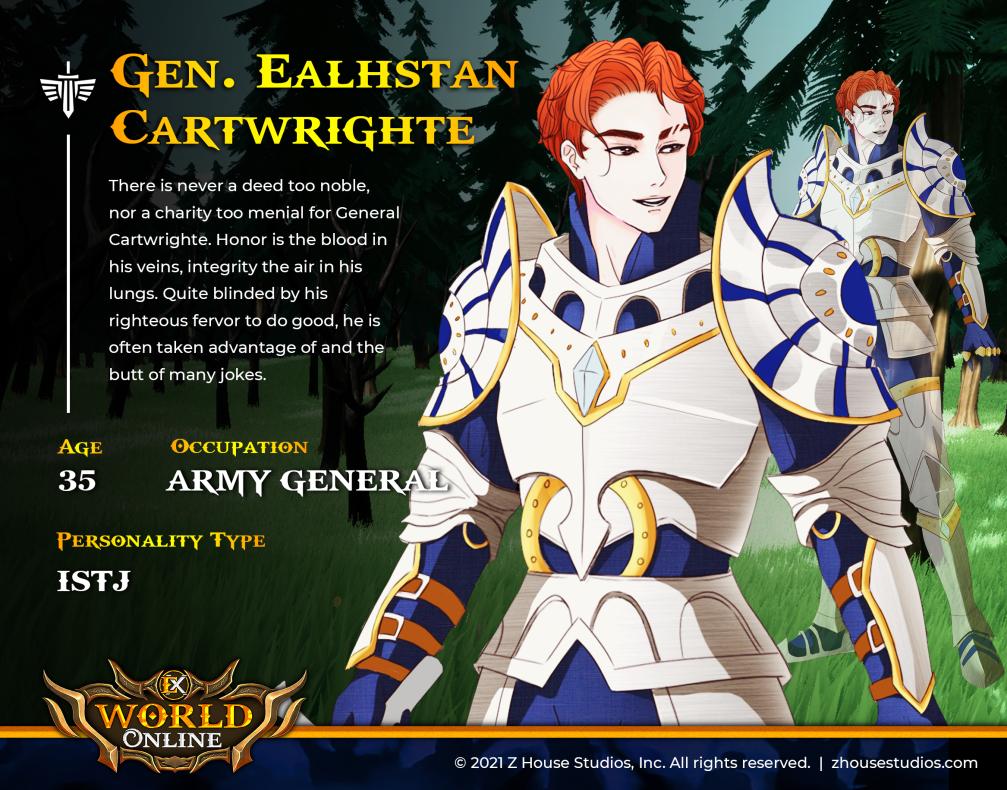 Gen. Ealhstan
Cartwrighte
There is never a deed too noble,
nor a charity too menial for General
Cartwrighte. Honor is the blood in
his veins, integrity the air in his
lungs. Quite blinded by his
righteous fervor to do good, he is
often taken advantage of and the
butt of many jokes.
Age
Occupation
35
ARMY GENERAL
Personality Type
ISTJ
EX
WORLD
ONLINE
© 2021 Z House Studios, Inc. All rights reserved. | zhousestudios.com